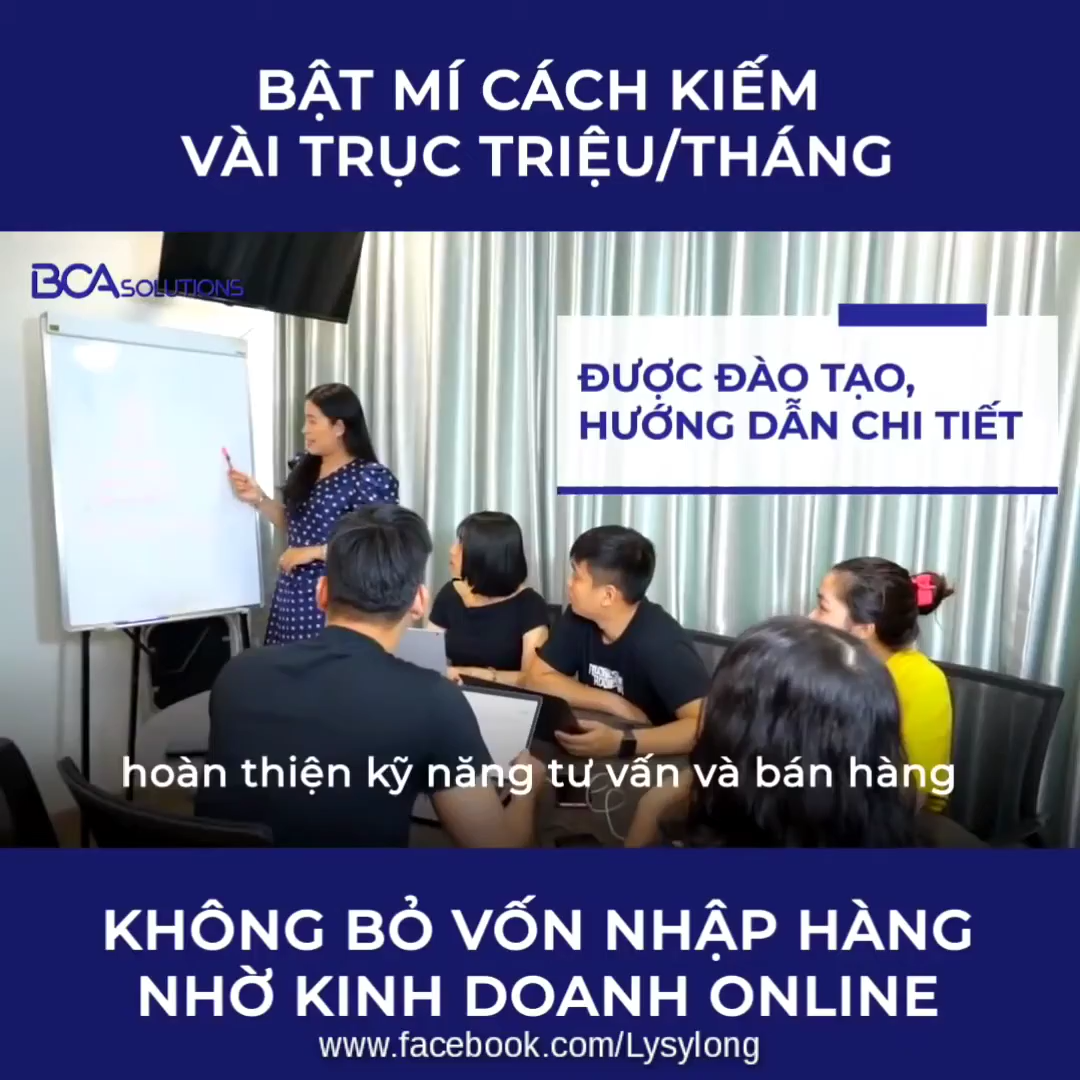 BẬT MÍ CÁCH KIẾM
VÀI TRỤC TRIỆU/THÁNG
BCA SOLUTIONS
ĐƯỢC ĐÀO TẠO,
HƯỚNG DẪN CHI TIẾT
hoàn thiện kỹ năng tư vấn và bán hàng
KHÔNG BỎ VỐN NHẬP HÀNG
NHỜ KINH DOANH ONLINE
www.facebook.com/Lysylong